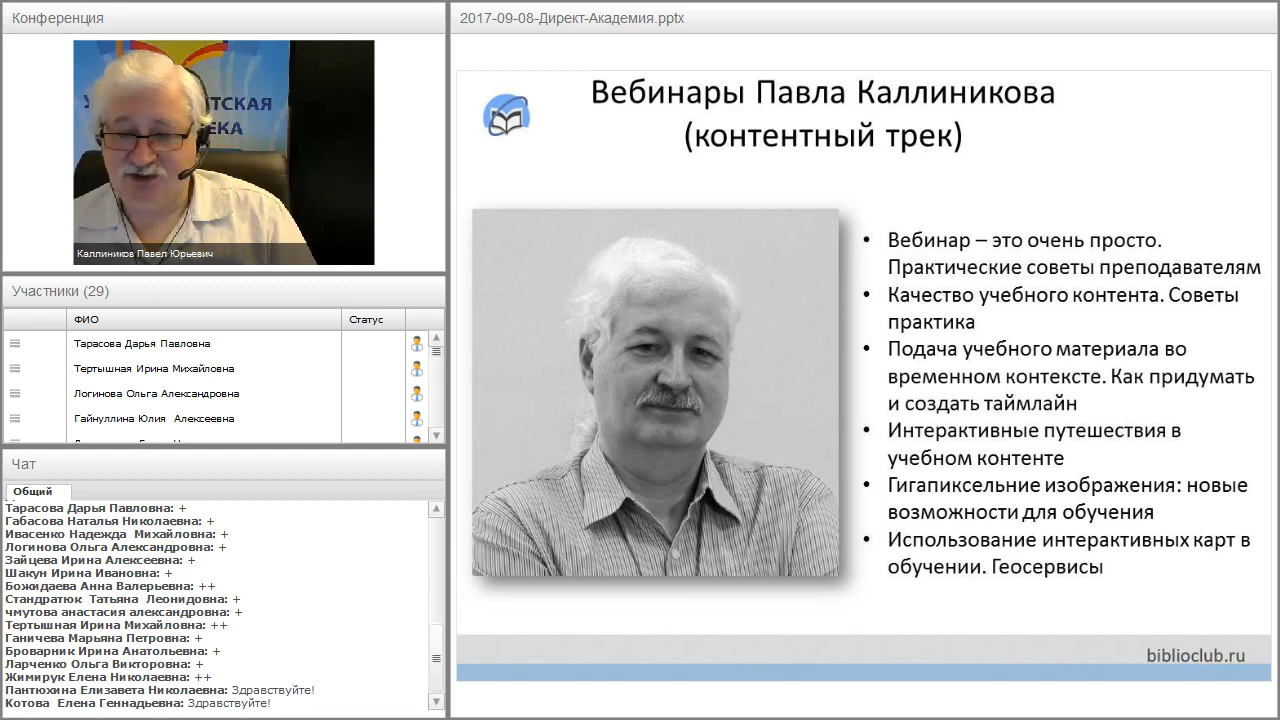 Конференция
ТСКАЯ
ЕКА
Каллиников Павел Юрьевич
Участники (29)
ФИО
Статус
Тарасова Дарья Павловна
Тертышная Ирина Михайловна
Логинова Ольга Александровна
Гайнуллина Юлия Алексеевна
Чат
Общий
Тарасова Дарья Павловна: +
Габасова Наталья Николаевна: +
Ивасенко Надежда Михайловна: +
Логинова Ольга Александровна: +
Зайцева Ирина Алексеевна: +
Шакун Ирина Ивановна: +
Божидаева Анна Валерьевна: ++
Стандратюк Татьяна Леонидовна: +
чмутова анастасия александровна: +
Тертышная Ирина Михайловна: ++
Ганичева Марьяна Петровна: +
Броварник Ирина Анатольевна: +
Ларченко Ольга Викторовна: +
Жимирук Елена Николаевна: ++
Пантюхина Елизавета Николаевна: Здравствуйте!
Котова Елена Геннадьевна: Здравствуйте!
2017-09-08-Директ-Академия.pptx
Вебинары Павла Каллиникова
(контентный трек)
• Вебинар – это очень просто.
Практические советы преподавателям
• Качество учебного контента. Советы
практика
• Подача учебного материала во
временном контексте. Как придумать
и создать таймлайн
• Интерактивные путешествия в
учебном контенте
• Гигапиксельние изображения: новые
возможности для обучения
• Использование интерактивных карт в
обучении. Геосервисы
biblioclub.ru